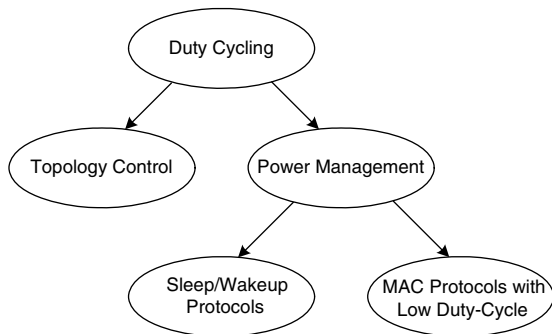 Duty Cycling
Topology Control
Power Management
Sleep/Wakeup
Protocols
MAC Protocols with
Low Duty-Cycle